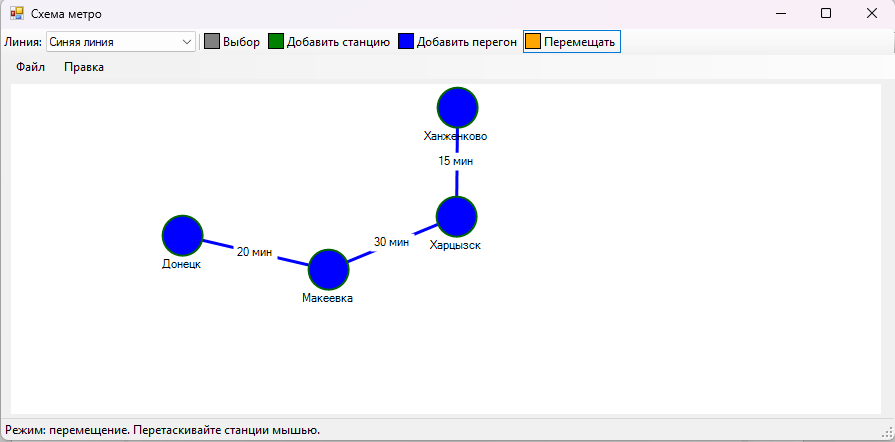 Схема метро
Линия: Синяя линия Выбор Добавить станцию Добавить перегон Перемещать
Файл Правка
Ханженково
15 мин
30 мин
Харцызск
20 мин
Донецк
Макеевка
Режим: перемещение. Перетаскивайте станции мышью.